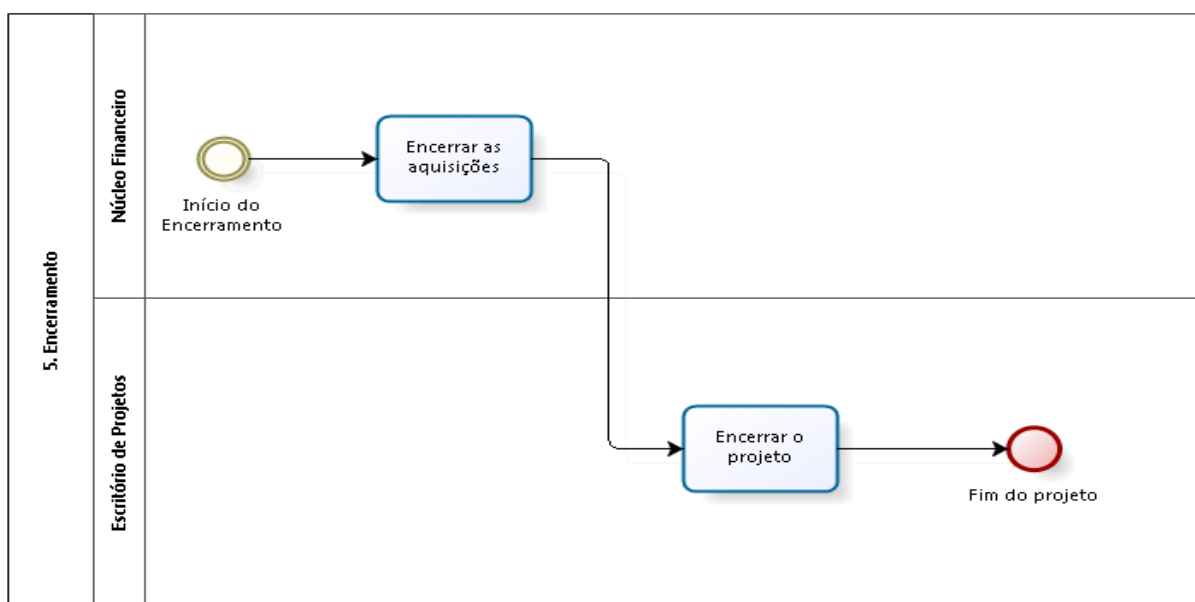 5. Encerramento
Núcleo Financeiro
Início do
Encerramento
Encerrar as
aquisições
Escritório de Projetos
Encerrar o
projeto
Fim do projeto